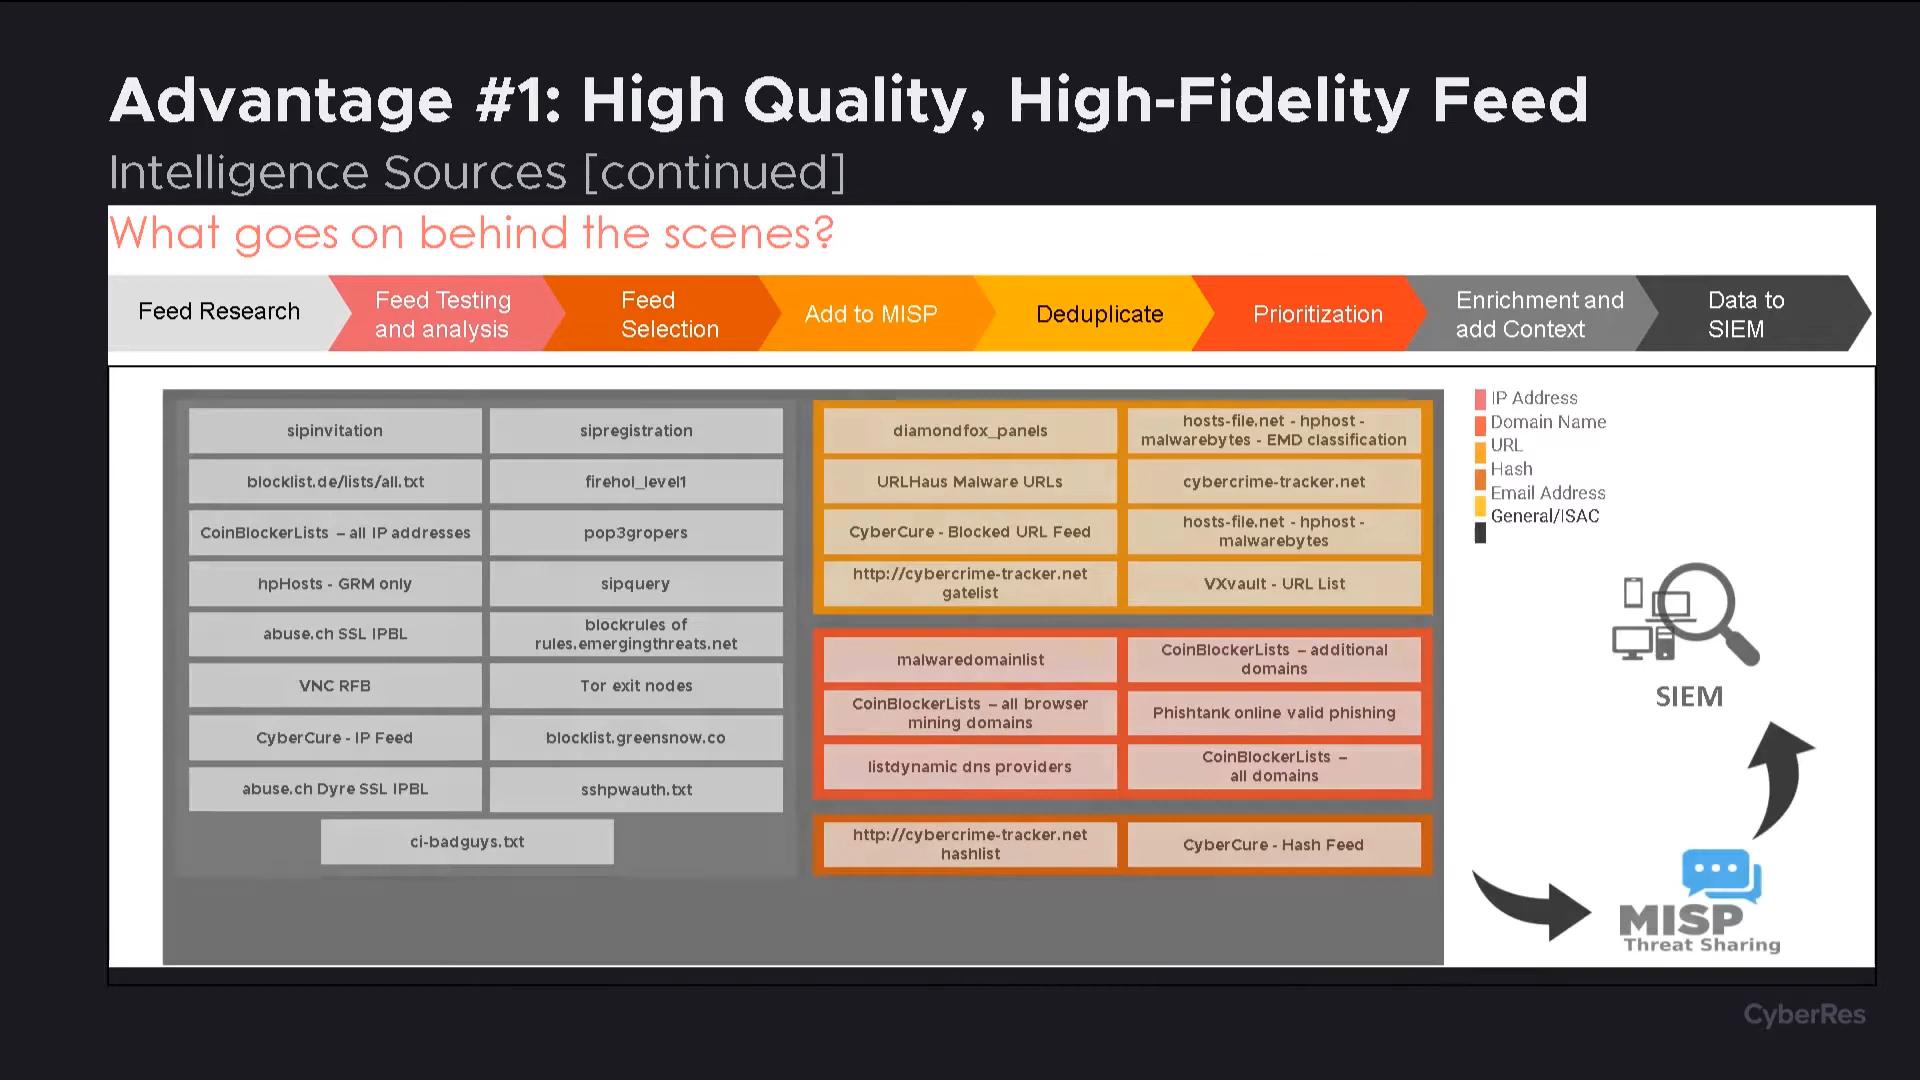 Advantage #1: High Quality, High-Fidelity Feed
Intelligence Sources [continued]
What goes on behind the scenes?
Feed Research
Feed Testing
and analysis
Feed
Selection
Add to MISP
Deduplicate
Prioritization
Enrichment and
add Context
Data to
SIEM
sipinvitation
sipregistration
blocklist.de/lists/all.txt
firehol_level1
CoinBlockerLists – all IP addresses
pop3gropers
hpHosts - GRM only
sipquery
abuse.ch SSL IPBL
blockrules of
rules.emergingthreats.net
VNC RFB
Tor exit nodes
CyberCure - IP Feed
blocklist.greensnow.co
abuse.ch Dyre SSL IPBL
sshpwauth.txt
ci-badguys.txt
diamondfox_panels
hosts-file.net - hphost -
malwarebytes - EMD classification
URLHaus Malware URLs
cybercrime-tracker.net
CyberCure - Blocked URL Feed
hosts-file.net - hphost -
malwarebytes
http://cybercrime-tracker.net
gatelist
VXvault - URL List
malwaredomainlist
CoinBlockerLists – additional
domains
CoinBlockerLists – all browser
mining domains
Phishtank online valid phishing
listdynamic dns providers
CoinBlockerLists –
all domains
http://cybercrime-tracker.net
hashlist
CyberCure - Hash Feed
IP Address
Domain Name
URL
Hash
Email Address
General/ISAC
SIEM
MISP
Threat Sharing
CyberRes